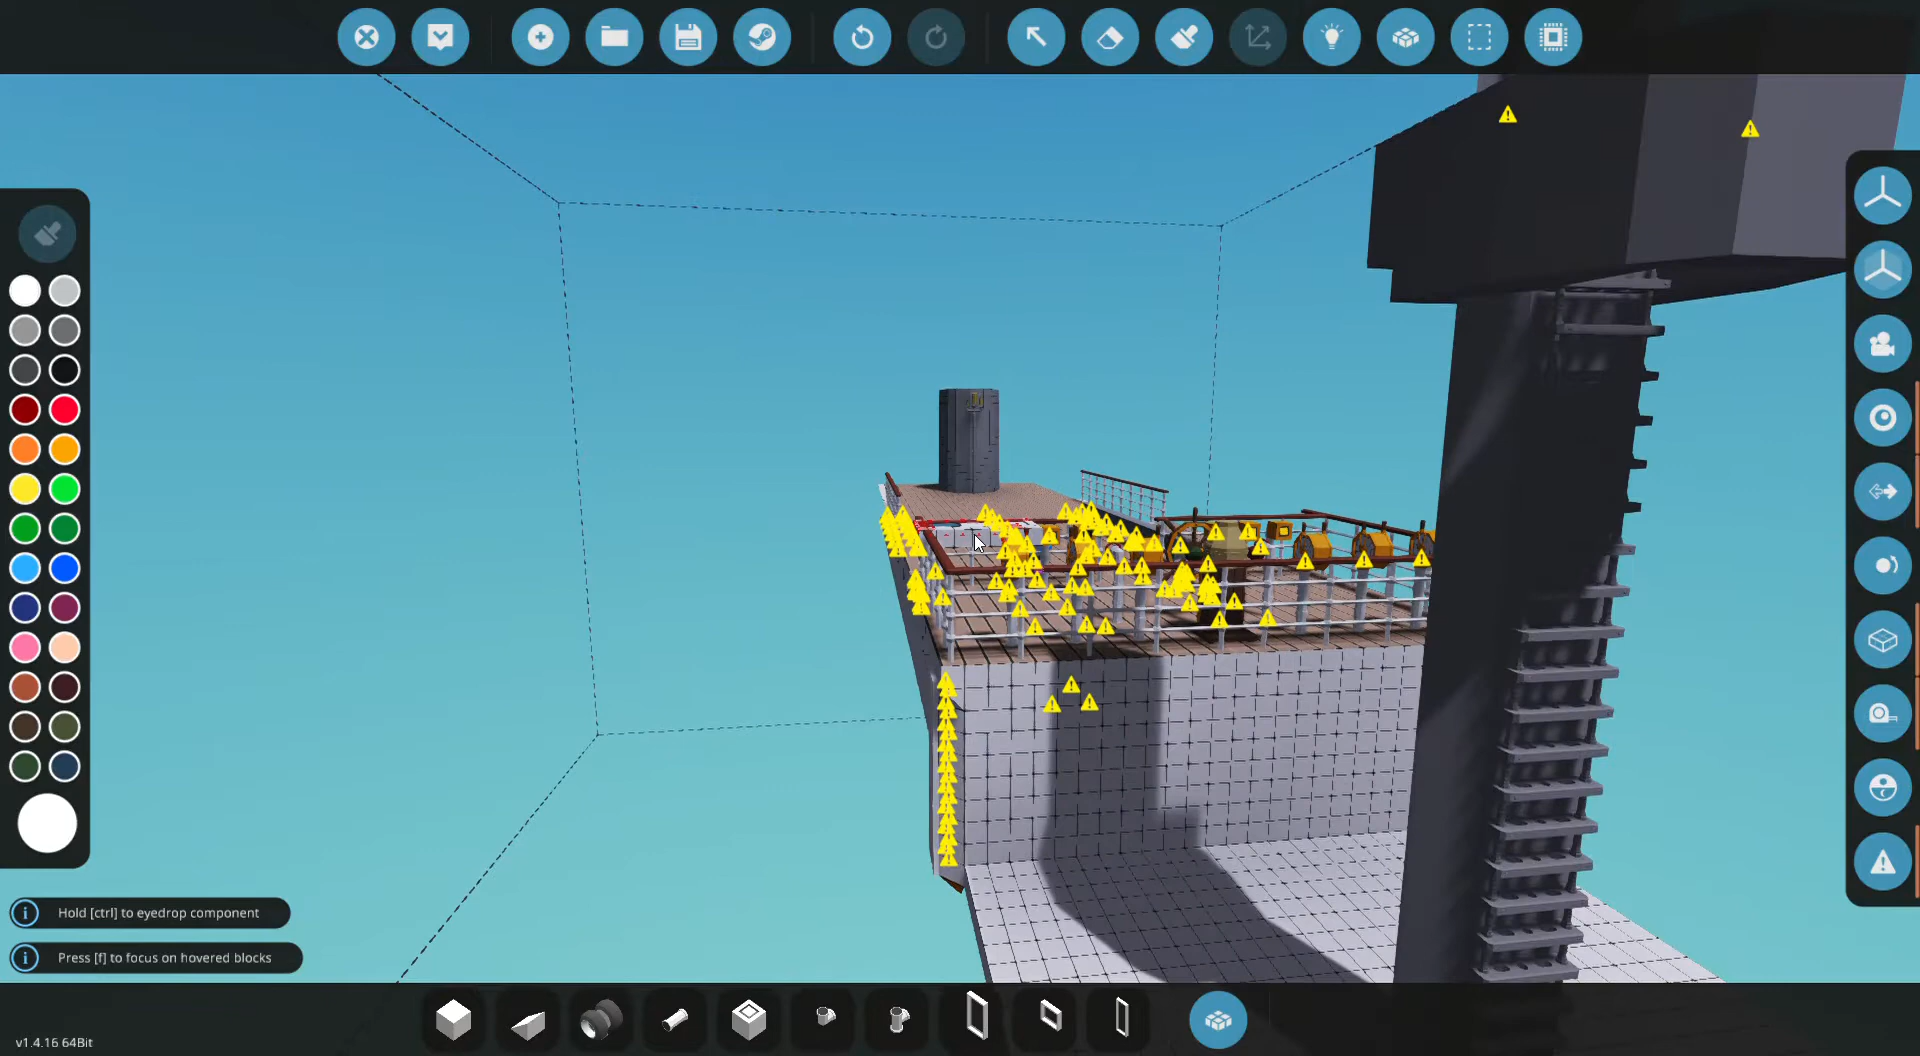 Hold [ctrl] to eyedrop component
Press [f] to focus on hovered blocks
v1.4.16 64Bit